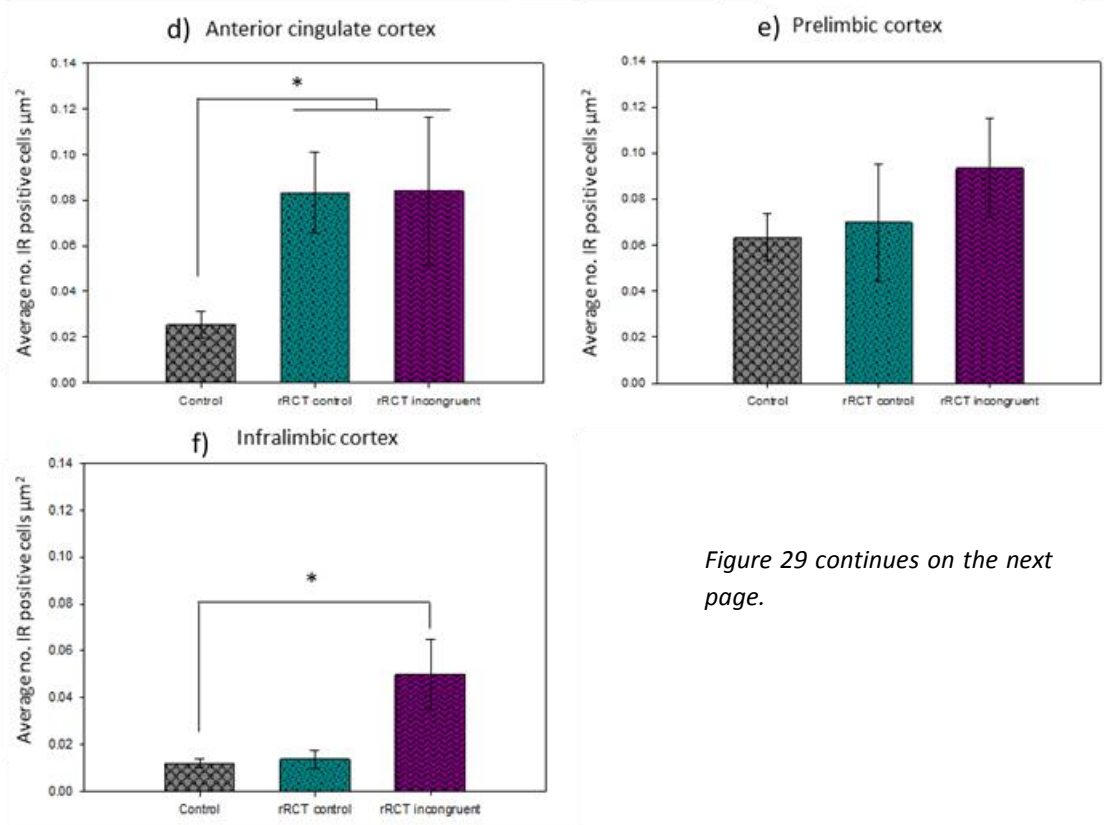 d) Anterior cingulate cortex
Average no. IR positive cells µm²
0.14
0.12
0.10
0.08
0.06
0.04
0.02
0.00
*
Control
rRCT control
rRCT incongruent
e) Prelimbic cortex
Average no. IR positive cells µm²
0.14
0.12
0.10
0.08
0.06
0.04
0.02
0.00
Control
rRCT control
rRCT incongruent
f) Infralimbic cortex
Average no. IR positive cells µm²
0.14
0.12
0.10
0.08
0.06
0.04
0.02
0.00
*
Control
rRCT control
rRCT incongruent
Figure 29 continues on the next
page.